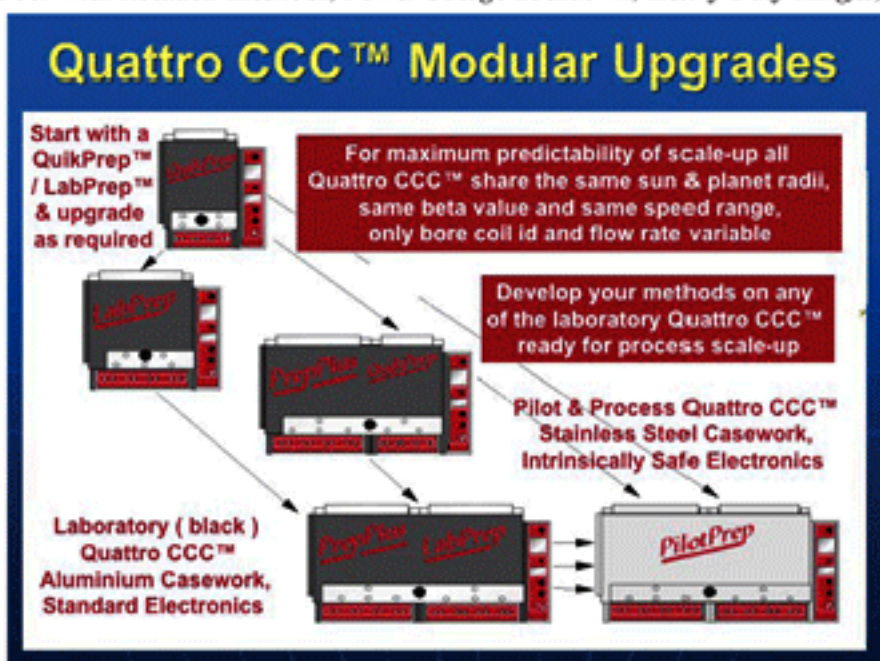 Quattro CCC™ Modular Upgrades
Start with a
QuikPrep™
/ LabPrep™
& upgrade
as required
QuikPrep
For maximum predictability of scale-up all
Quattro CCC™ share the same sun & planet radii,
same beta value and same speed range,
only bore coil id and flow rate variable
LabPrep
Develop your methods on any
of the laboratory Quattro CCC™
ready for process scale-up
PrepPlus QuikPrep
Pilot & Process Quattro CCC™
Stainless Steel Casework,
Intrinsically Safe Electronics
Laboratory ( black )
Quattro CCC™
Aluminium Casework,
Standard Electronics
PrepPlus LabPrep
PilotPrep